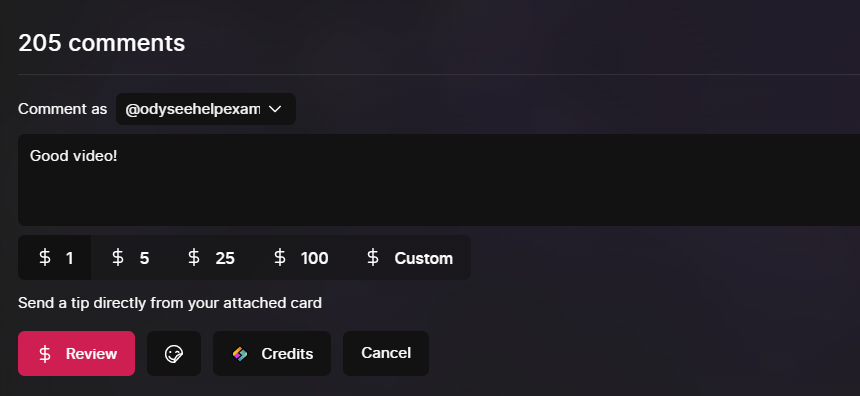 205 comments
Comment as @odyseehelpexam
Good video!
$ 1 $ 5 $ 25 $ 100 $ Custom
Send a tip directly from your attached card
$ Review Credits Cancel